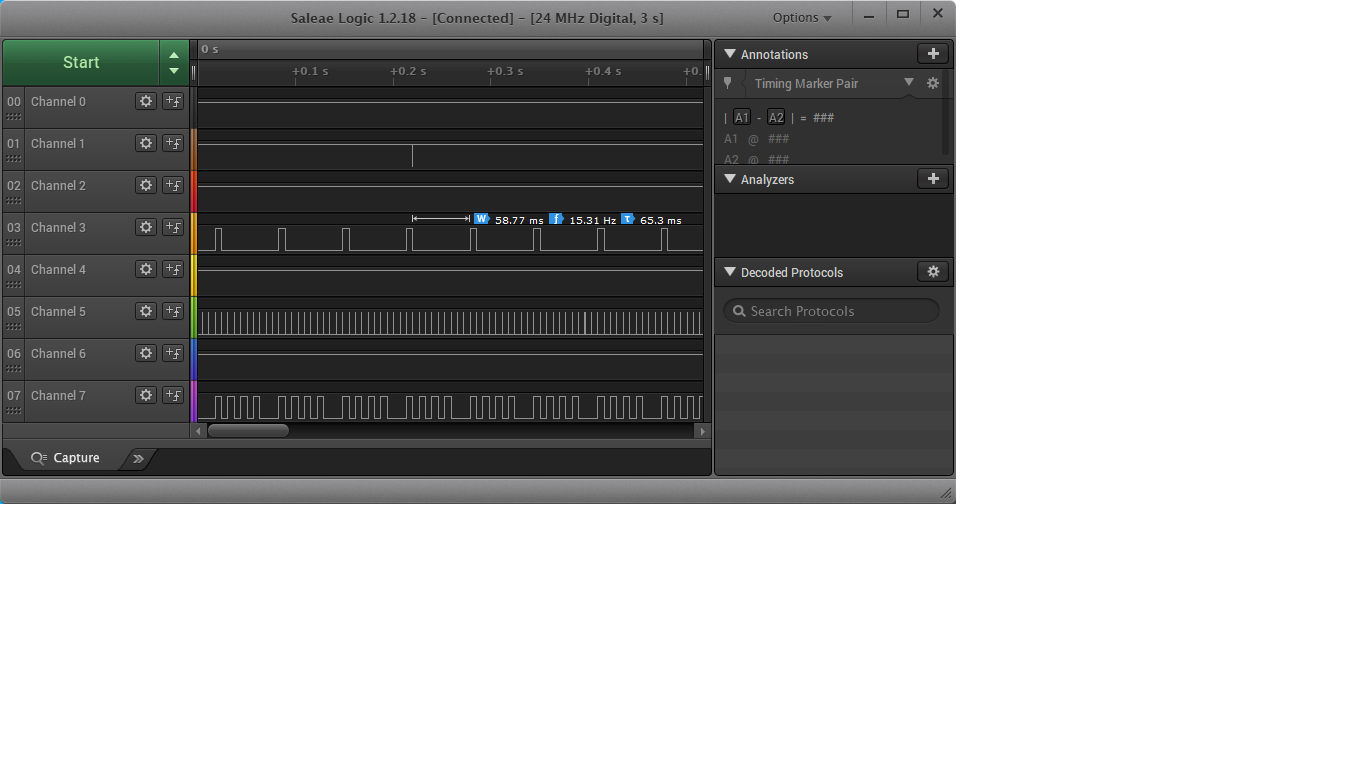 Saleae Logic 1.2.18 - [Connected] - [24 MHz Digital, 3 s]
Options
Start
0 s
+0.1 s
+0.2 s
+0.3 s
+0.4 s
+0.
00 Channel 0
01 Channel 1
02 Channel 2
03 Channel 3
W 58.77 ms f 15.31 Hz τ 65.3 ms
04 Channel 4
05 Channel 5
06 Channel 6
07 Channel 7
Capture
Annotations
Timing Marker Pair
| A1 - A2 | = ###
A1 @ ###
A2 @ ###
Analyzers
Decoded Protocols
Search Protocols